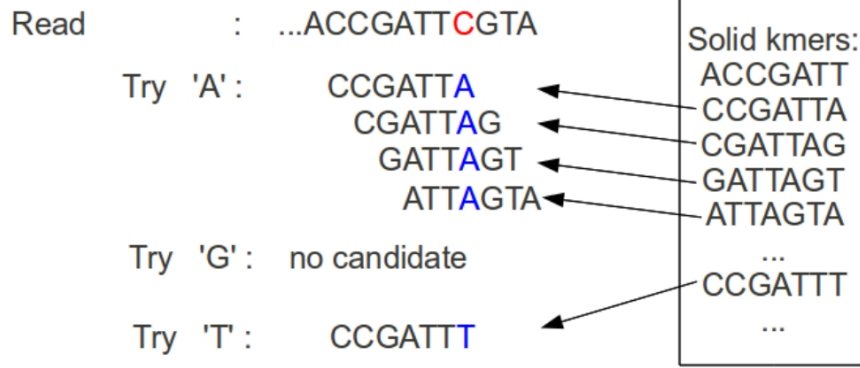 Read : ...ACCGATTCGTA
Try 'A' : CCGATTA
CGATTAG
GATTAGT
ATTAGTA
Try 'G' : no candidate
Try 'T' : CCGATTT
Solid kmers:
ACCGATT
CCGATTA
CGATTAG
GATTAGT
ATTAGTA
...
CCGATTT
...